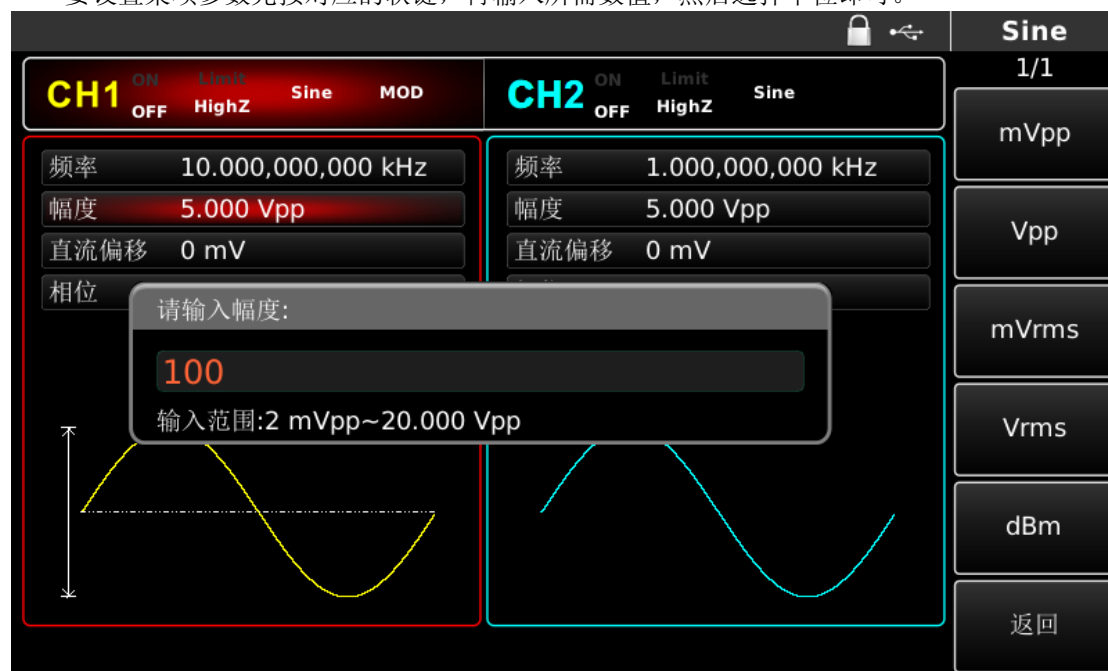 Sine
1/1
CH1 ON OFF Limit HighZ Sine MOD
CH2 ON OFF Limit HighZ Sine
mVpp
频率 10.000,000,000 kHz
频率 1.000,000,000 kHz
幅度 5.000 Vpp
幅度 5.000 Vpp
Vpp
直流偏移 0 mV
直流偏移 0 mV
相位
请输入幅度:
mVrms
100
输入范围:2 mVpp~20.000 Vpp
Vrms
dBm
返回